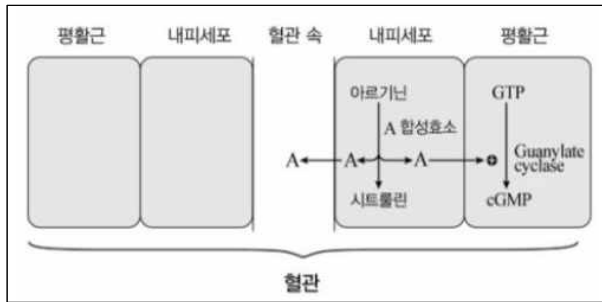 평활근 내피세포 혈관 속 내피세포 평활근
아르기닌 GTP
A 합성효소
A A A Guanylate
cyclase
시트룰린 cGMP
혈관